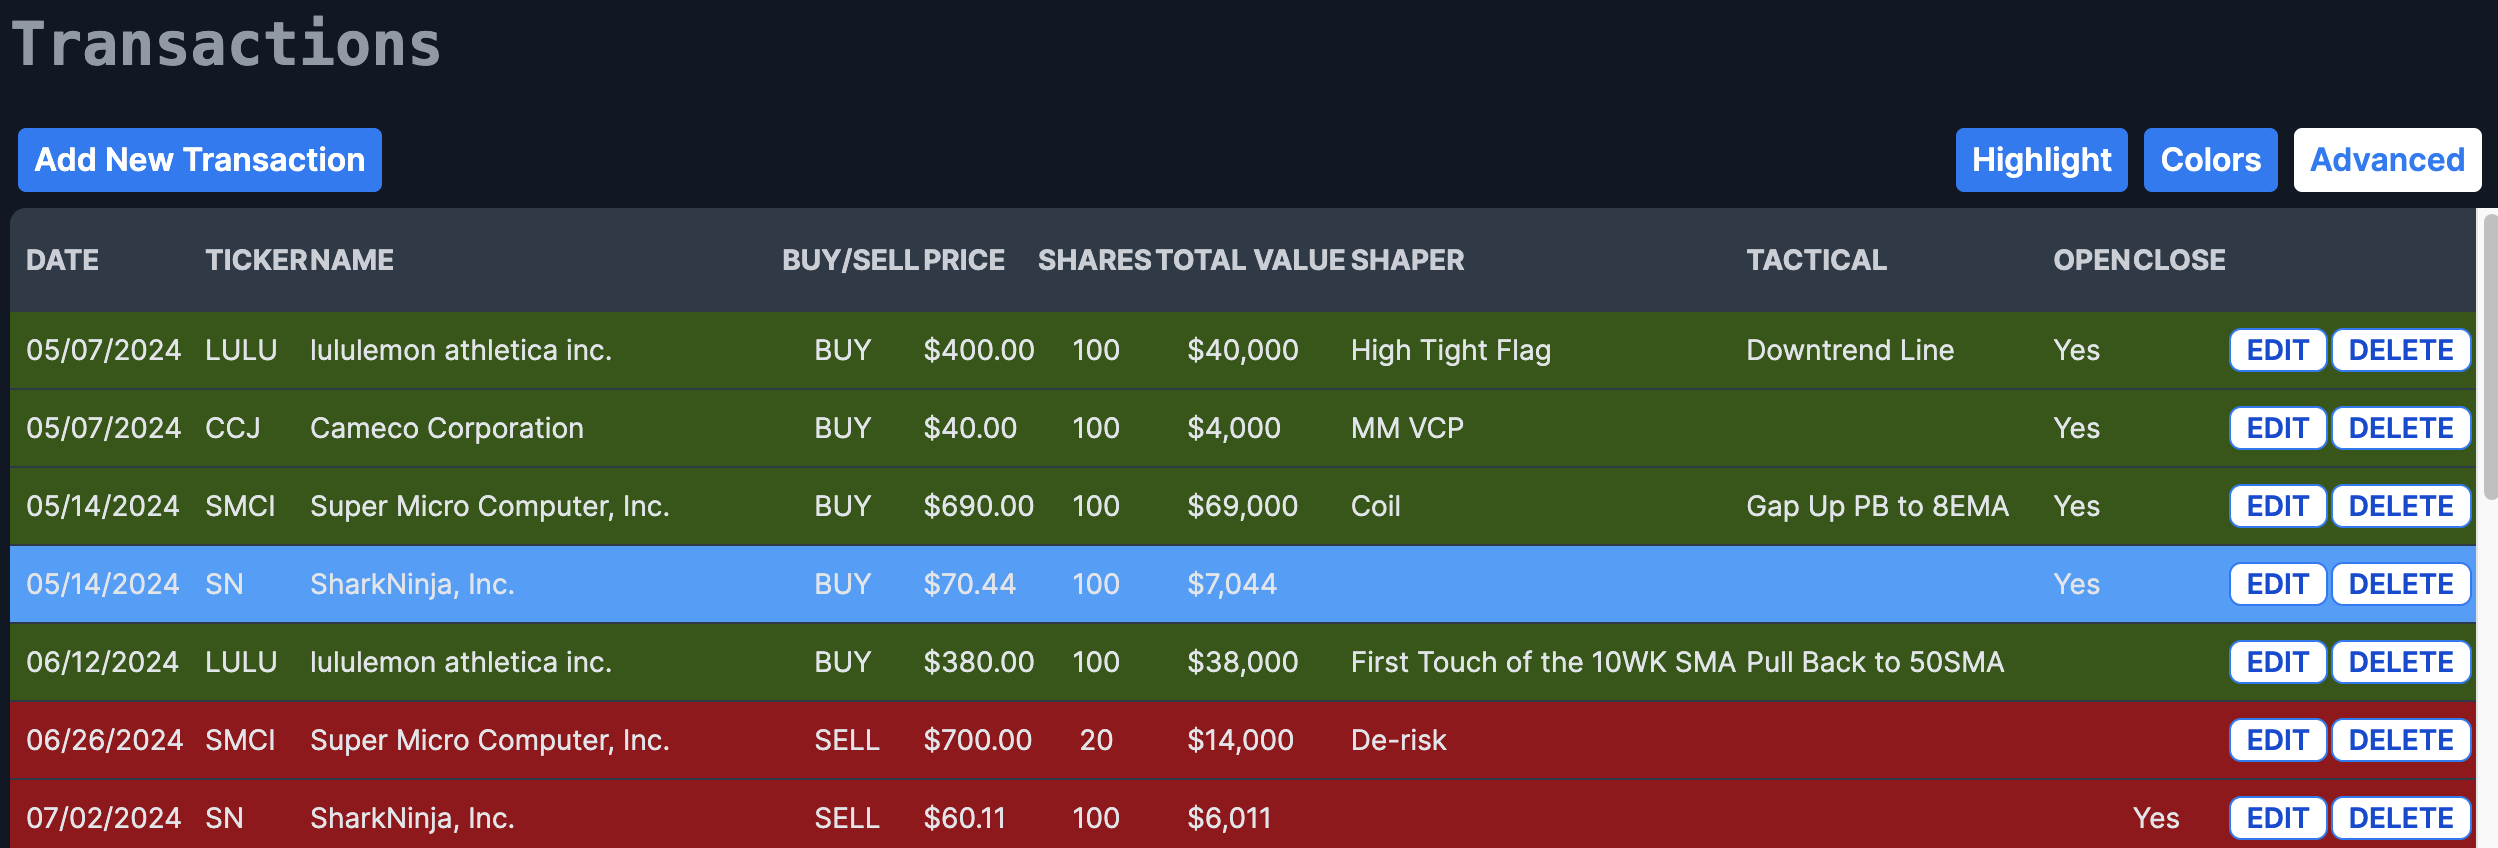 Transactions
Add New Transaction Highlight Colors Advanced
DATE TICKER NAME BUY/SELL PRICE SHARES TOTAL VALUE SHAPER TACTICAL OPEN CLOSE
05/07/2024 LULU lululemon athletica inc. BUY $400.00 100 $40,000 High Tight Flag Downtrend Line Yes EDIT DELETE
05/07/2024 CCJ Cameco Corporation BUY $40.00 100 $4,000 MM VCP Yes EDIT DELETE
05/14/2024 SMCI Super Micro Computer, Inc. BUY $690.00 100 $69,000 Coil Gap Up PB to 8EMA Yes EDIT DELETE
05/14/2024 SN SharkNinja, Inc. BUY $70.44 100 $7,044 Yes EDIT DELETE
06/12/2024 LULU lululemon athletica inc. BUY $380.00 100 $38,000 First Touch of the 10WK SMA Pull Back to 50SMA EDIT DELETE
06/26/2024 SMCI Super Micro Computer, Inc. SELL $700.00 20 $14,000 De-risk EDIT DELETE
07/02/2024 SN SharkNinja, Inc. SELL $60.11 100 $6,011 Yes EDIT DELETE